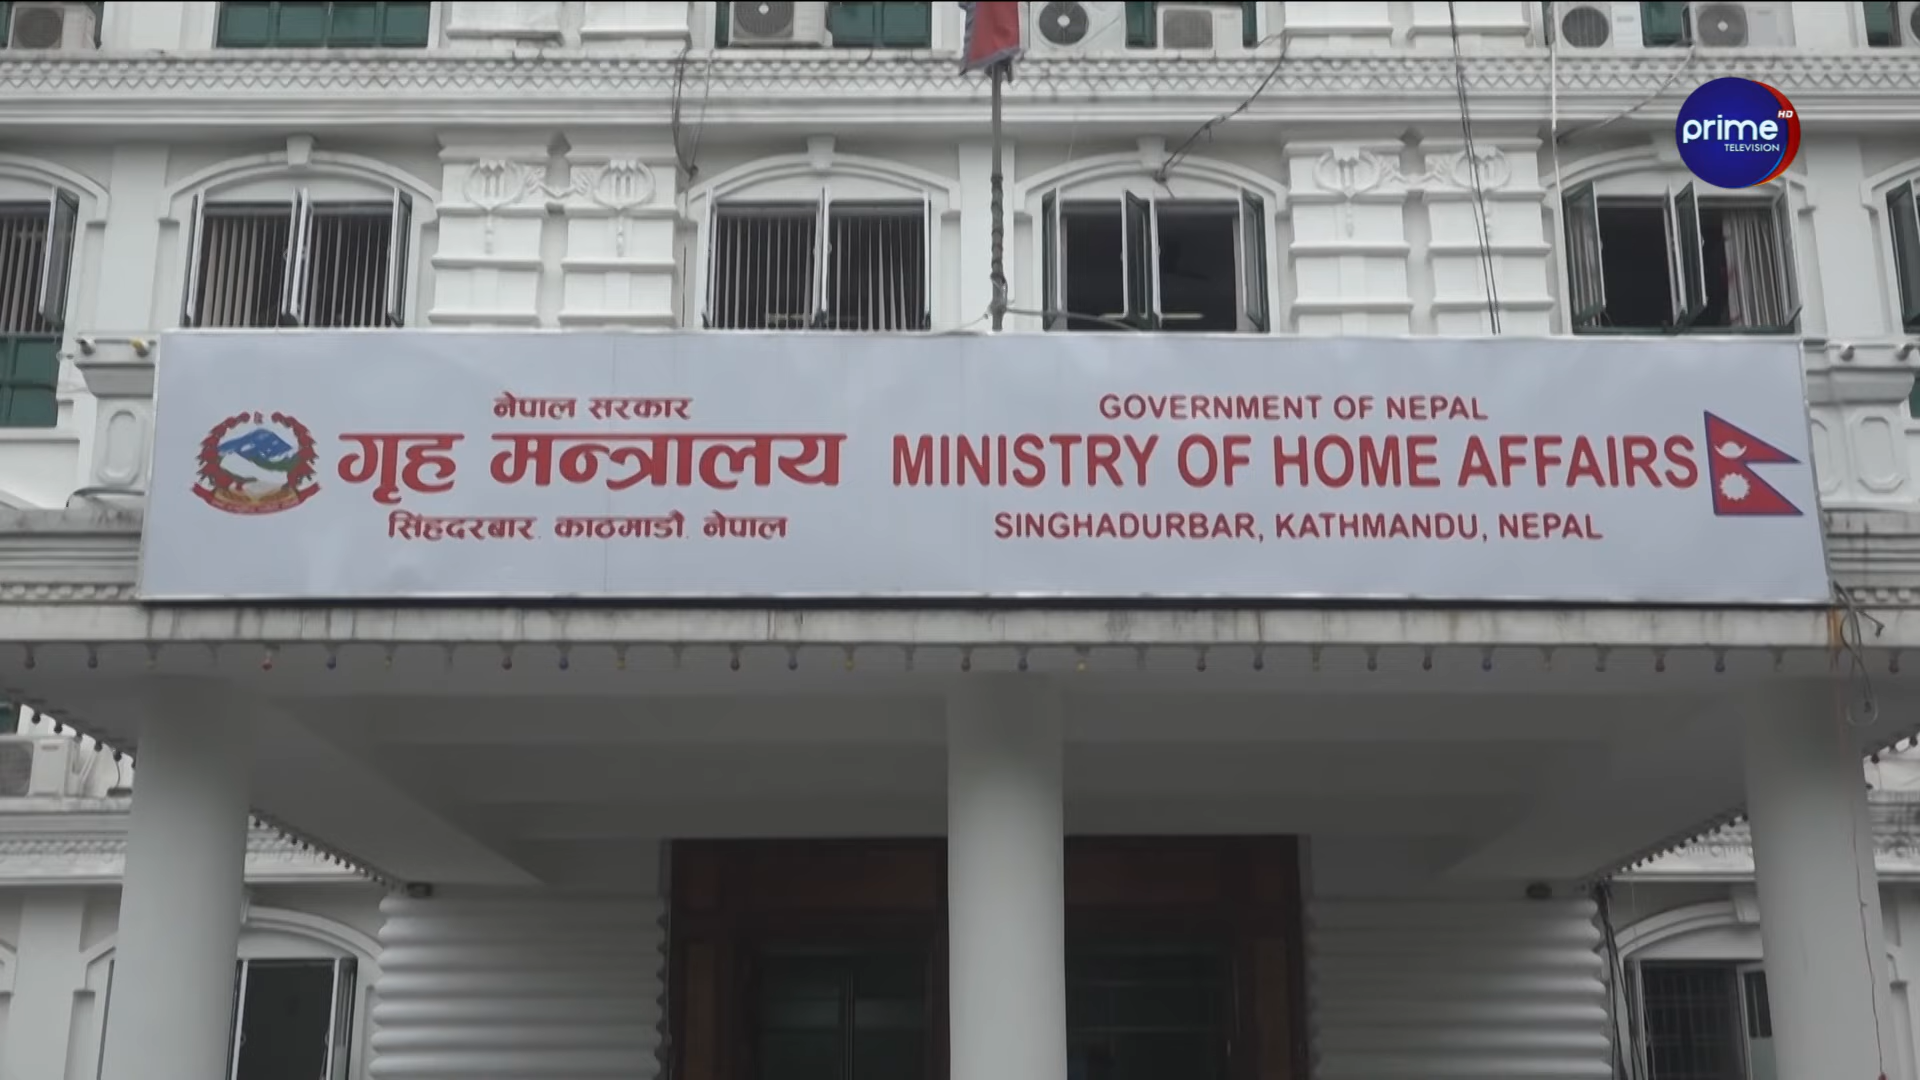 prime HD
TELEVISION
नेपाल सरकार
गृह मन्त्रालय
सिंहदरबार, काठमाडौं, नेपाल
GOVERNMENT OF NEPAL
MINISTRY OF HOME AFFAIRS
SINGHADURBAR, KATHMANDU, NEPAL